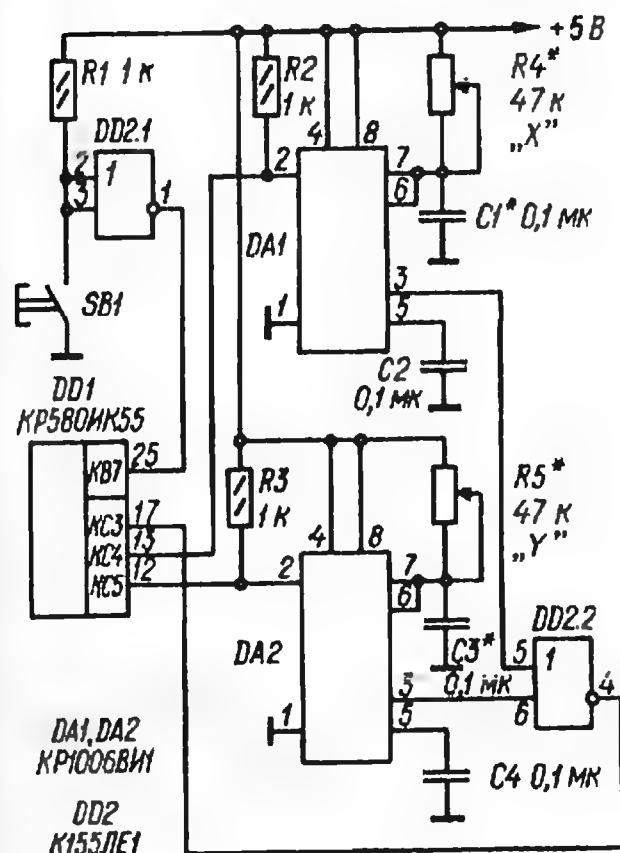 +5 В
R1 1 к
R2
1 к
R4*
47 к
„X”
DD2.1
2
3
1
1
4
8
2
7
6
C1* 0,1 мк
DA1
3
5
1
SB1
C2
0,1 мк
DD1
КР580ИК55
КВ7
25
КС3
17
КС4
13
КС5
12
R3
1 к
R5*
47 к
„Y”
4
8
2
7
6
C3*
0,1 мк
DA2
3
5
1
DD2.2
5
1
4
6
C4 0,1 мк
DA1, DA2
КР1006ВИ1
DD2
К155ЛЕ1